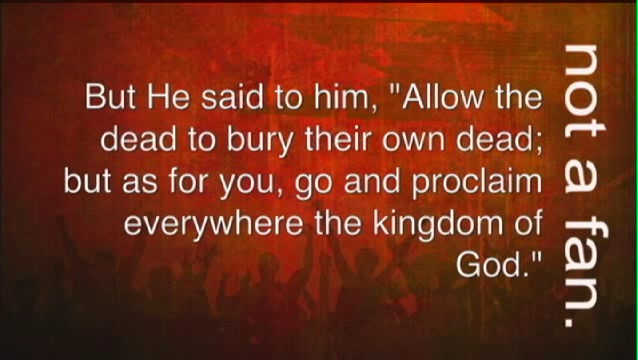 But He said to him, "Allow the
dead to bury their own dead;
but as for you, go and proclaim
everywhere the kingdom of
God."
not a fan.